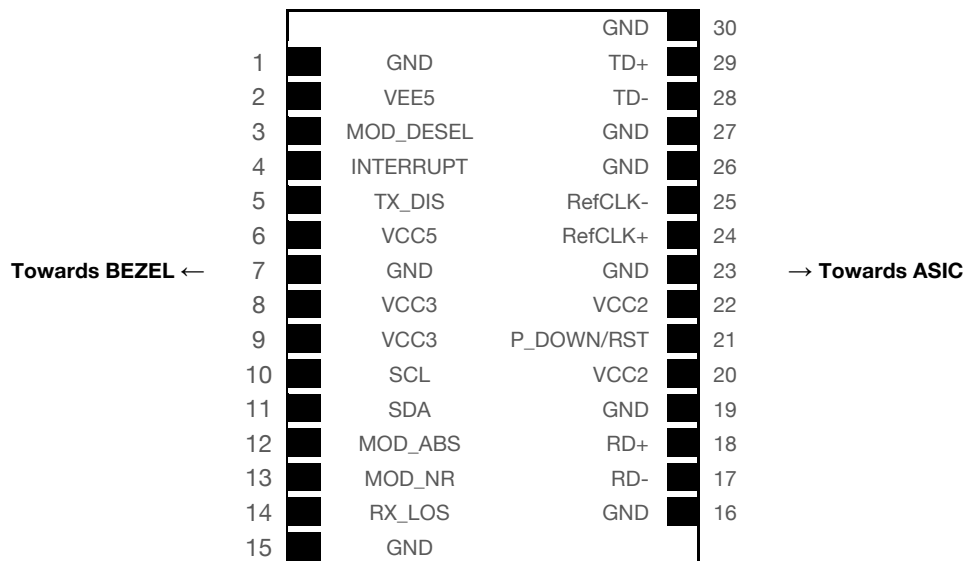 GND 30
1 GND TD+ 29
2 VEE5 TD- 28
3 MOD_DESEL GND 27
4 INTERRUPT GND 26
5 TX_DIS RefCLK- 25
6 VCC5 RefCLK+ 24
Towards BEZEL ← 7 GND GND 23 → Towards ASIC
8 VCC3 VCC2 22
9 VCC3 P_DOWN/RST 21
10 SCL VCC2 20
11 SDA GND 19
12 MOD_ABS RD+ 18
13 MOD_NR RD- 17
14 RX_LOS GND 16
15 GND